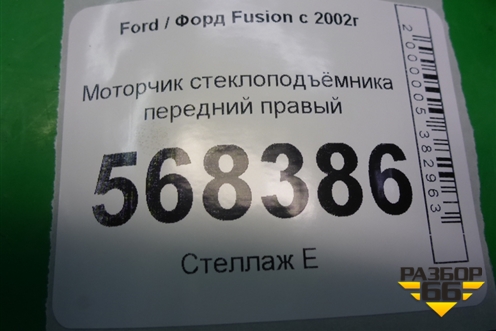 Ford / Форд Fusion с 2002г
Моторчик стеклоподъёмника
передний правый
568386
Стеллаж Е
2000005382963
РАЗБОР
66